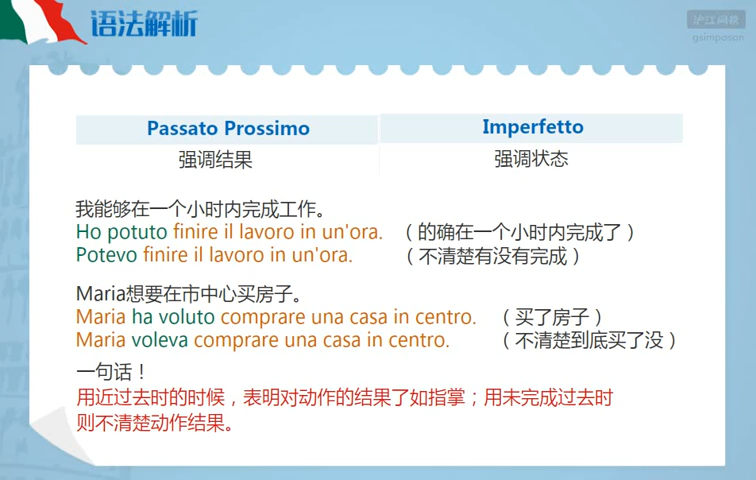 语法解析
沪江网校
gsimpason
Passato Prossimo
Imperfetto
强调结果
强调状态
我能够在一个小时内完成工作。
Ho potuto finire il lavoro in un'ora. （的确在一个小时内完成了）
Potevo finire il lavoro in un'ora. （不清楚有没有完成）
Maria想要在市中心买房子。
Maria ha voluto comprare una casa in centro. （买了房子）
Maria voleva comprare una casa in centro. （不清楚到底买了没）
一句话！
用近过去时的时候，表明对动作的结果了如指掌；用未完成过去时
则不清楚动作结果。